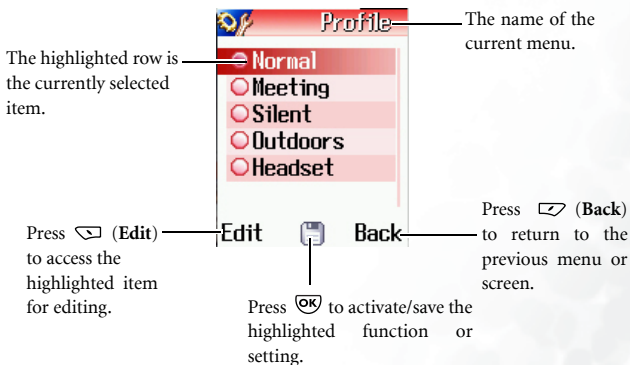 Profile
The name of the
current menu.
The highlighted row is
the currently selected
item.
Normal
Meeting
Silent
Outdoors
Headset
Press (Edit)
to access the
highlighted item
for editing.
Edit
Back
Press (Back)
to return to the
previous menu or
screen.
Press OK to activate/save the
highlighted function or
setting.